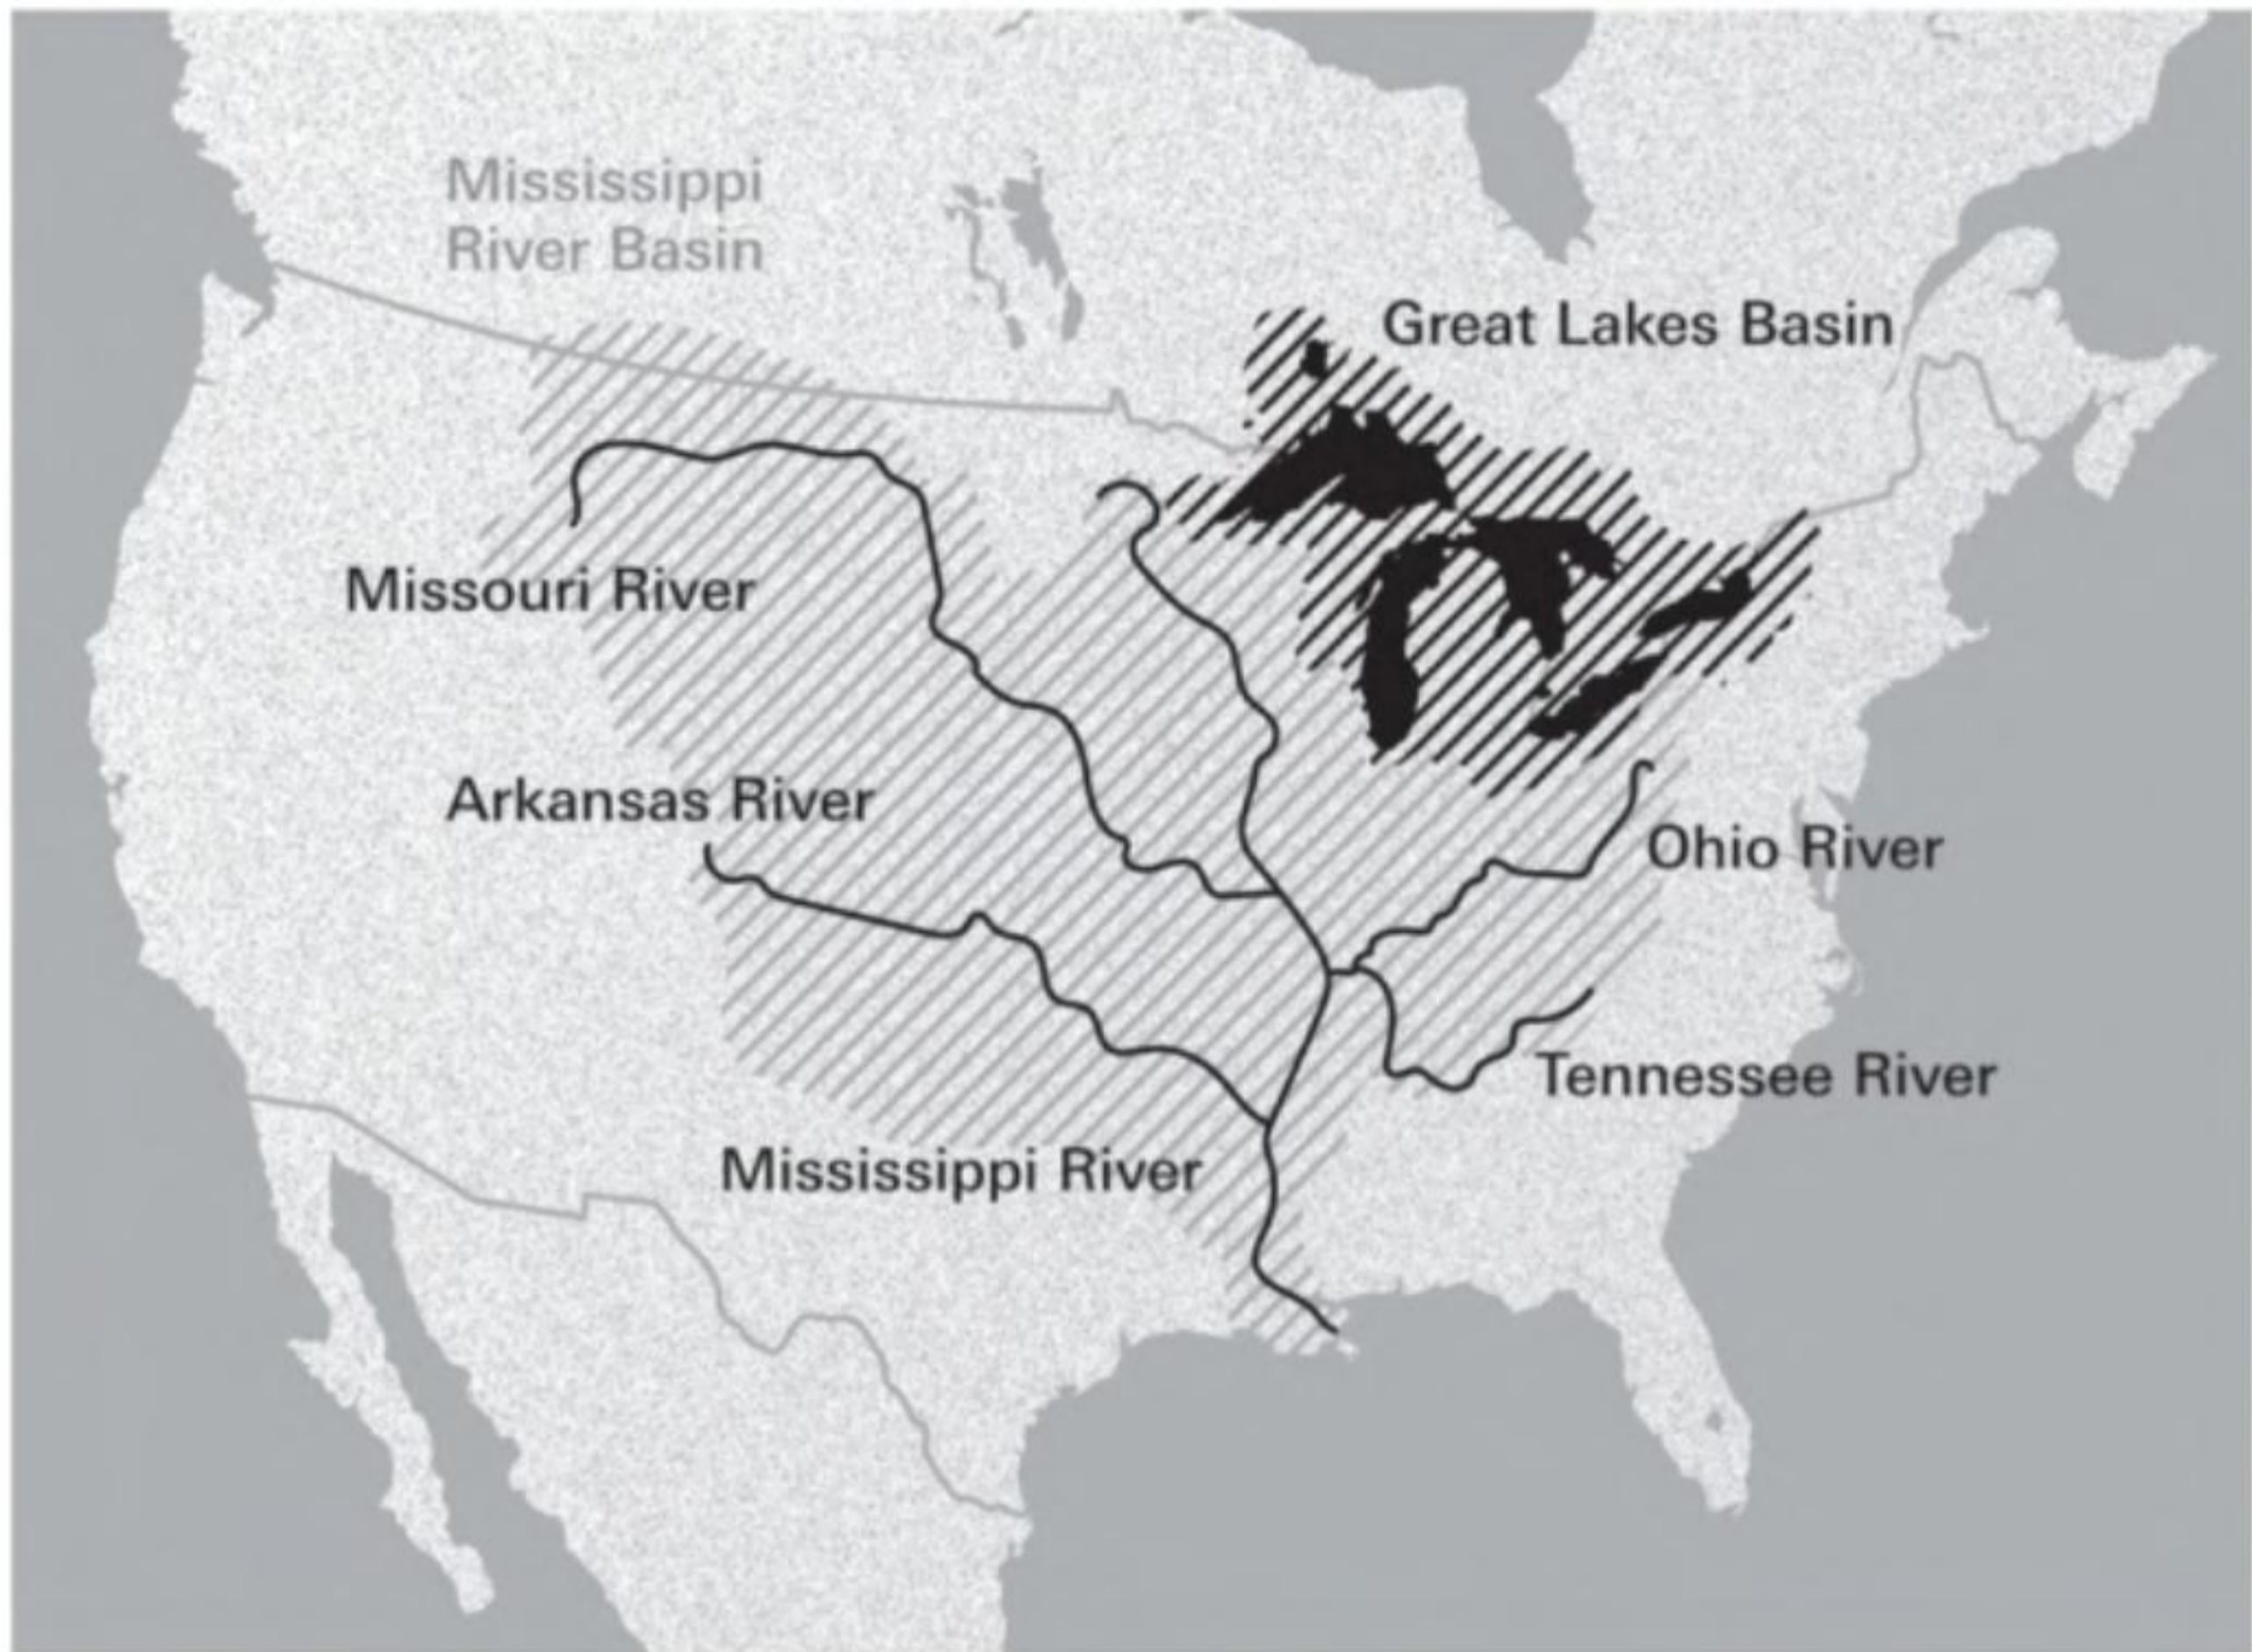 Mississippi
River Basin
Great Lakes Basin
Missouri River
Arkansas River
Ohio River
Tennessee River
Mississippi River